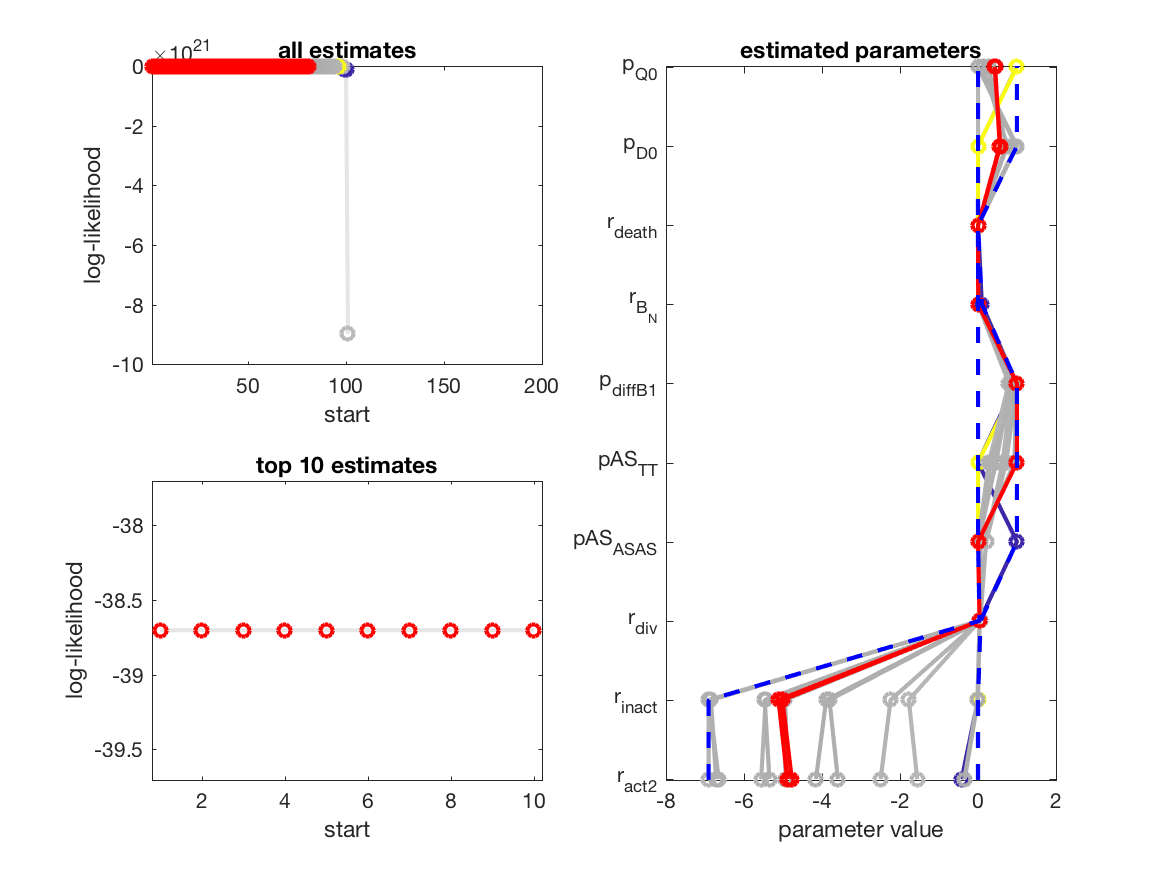 all estimates
×10^21
0
-2
-4
-6
-8
-10
log-likelihood
50 100 150 200
start
top 10 estimates
-38
-38.5
-39
-39.5
log-likelihood
2 4 6 8 10
start
estimated parameters
p_Q0
p_D0
r_death
r_B_N
p_diffB1
pAS_TT
pAS_ASAS
r_div
r_inact
r_act2
-8 -6 -4 -2 0 2
parameter value